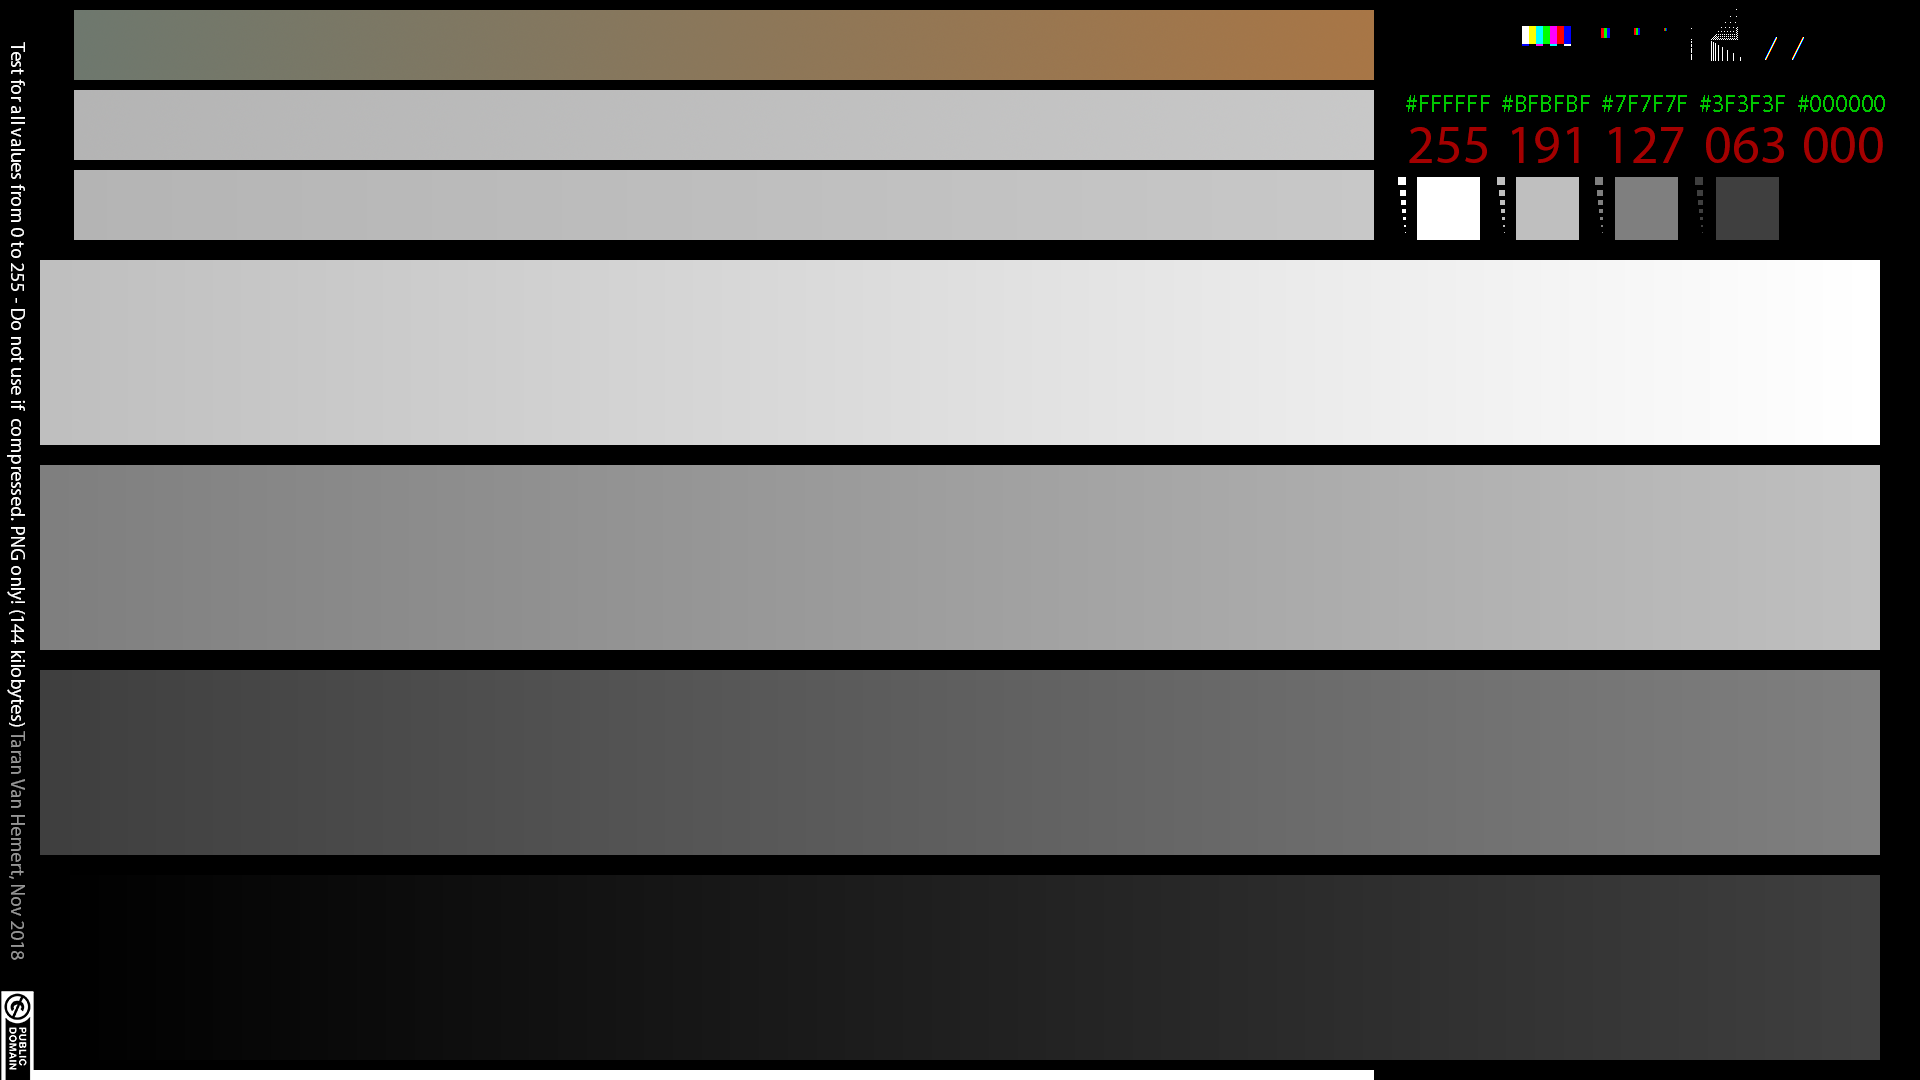 #FFFFFF #BFBFBF #7F7F7F #3F3F3F #000000
255 191 127 063 000
Test for all values from 0 to 255 - Do not use if compressed. PNG only! (144 kilobytes) Taran Van Hemert, Nov 2018
PUBLIC
DOMAIN